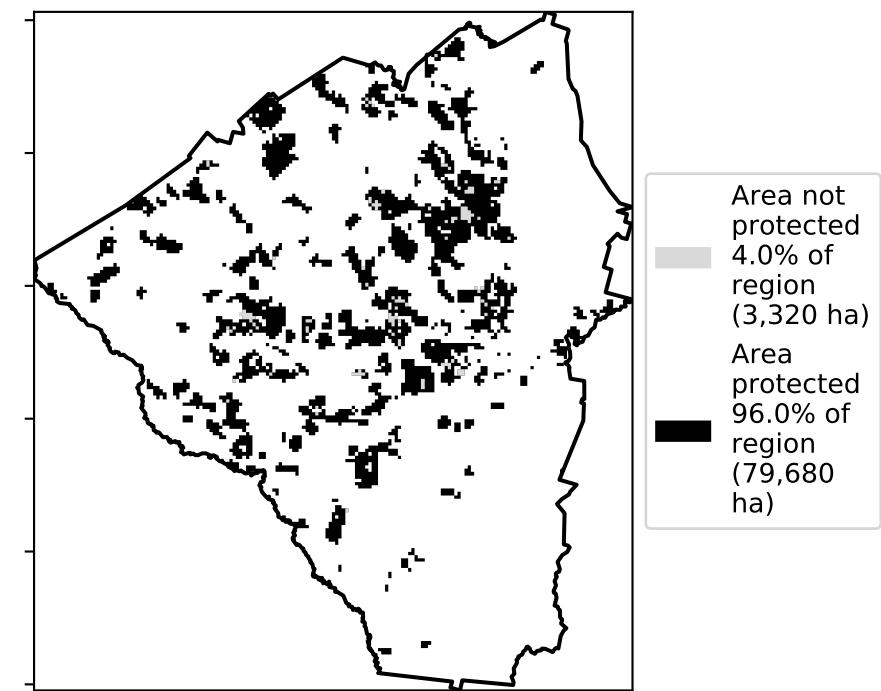 Area not
protected
4.0% of
region
(3,320 ha)
Area
protected
96.0% of
region
(79,680
ha)